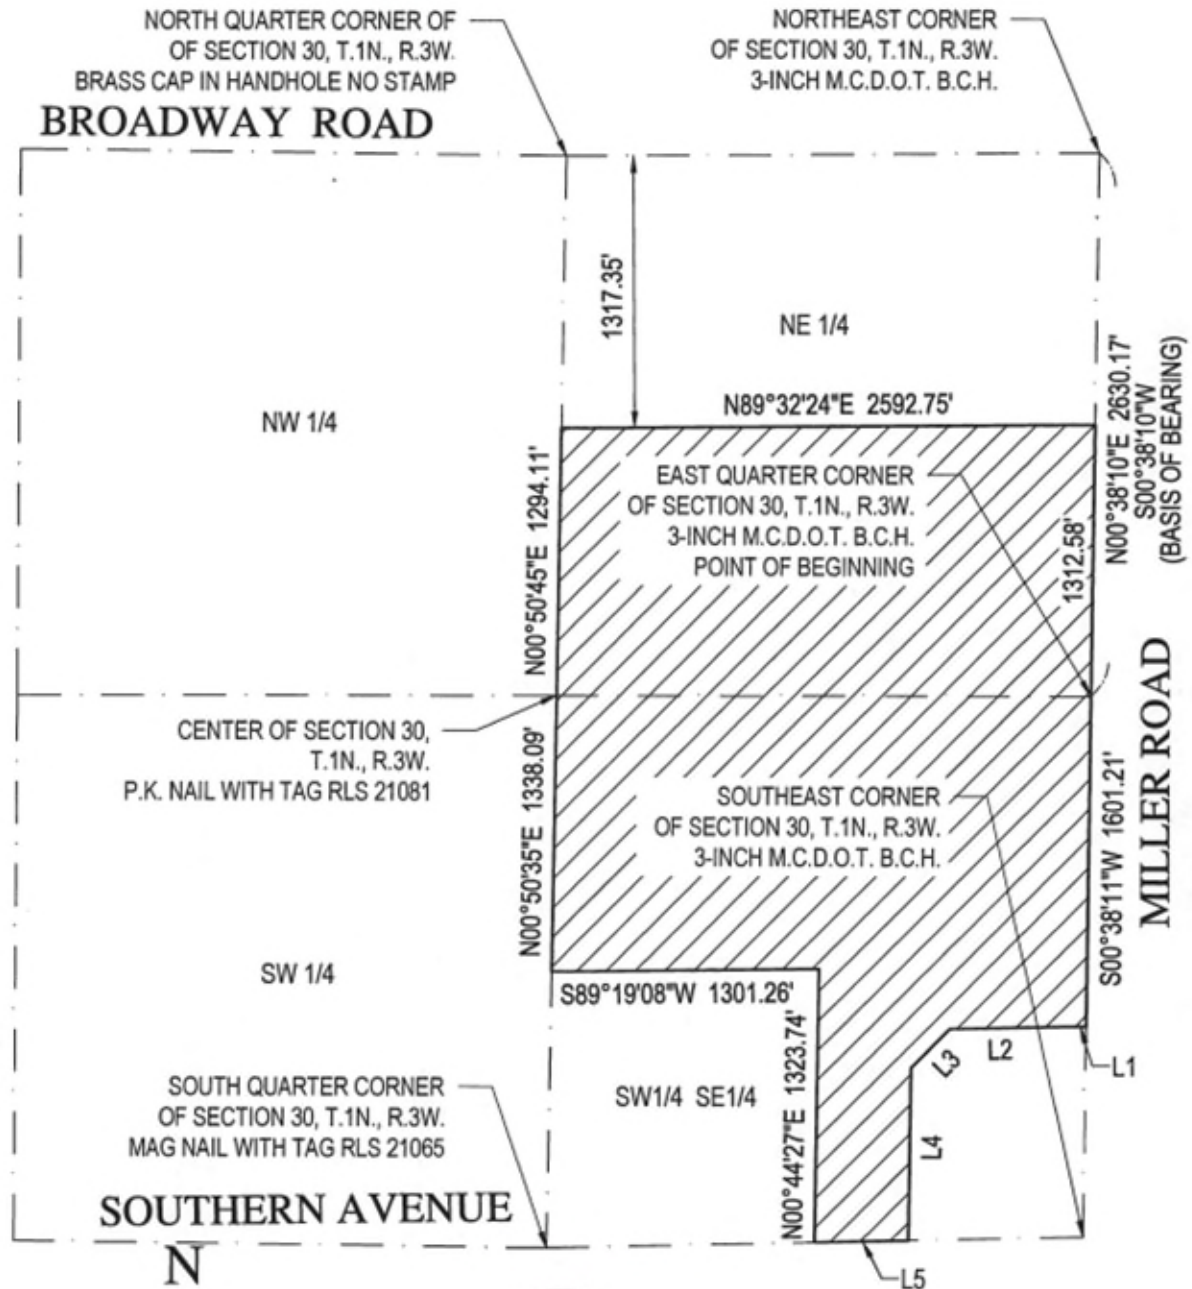 NORTH QUARTER CORNER OF
OF SECTION 30, T.1N., R.3W.
BRASS CAP IN HANDHOLE NO STAMP
NORTHEAST CORNER
OF SECTION 30, T.1N., R.3W.
3-INCH M.C.D.O.T. B.C.H.
BROADWAY ROAD
1317.35'
NE 1/4
NW 1/4
N89°32'24"E 2592.75'
N00°38'10"E 2630.17'
S00°38'10"W
(BASIS OF BEARING)
N00°50'45"E 1294.11'
EAST QUARTER CORNER
OF SECTION 30, T.1N., R.3W.
3-INCH M.C.D.O.T. B.C.H.
POINT OF BEGINNING
1312.58'
MILLER ROAD
CENTER OF SECTION 30,
T.1N., R.3W.
P.K. NAIL WITH TAG RLS 21081
N00°50'35"E 1338.09'
SOUTHEAST CORNER
OF SECTION 30, T.1N., R.3W.
3-INCH M.C.D.O.T. B.C.H.
S00°38'11"W 1601.21'
SW 1/4
S89°19'08"W 1301.26'
N00°44'27"E 1323.74'
L3
L2
L1
SW1/4 SE1/4
L4
SOUTH QUARTER CORNER
OF SECTION 30, T.1N., R.3W.
MAG NAIL WITH TAG RLS 21065
SOUTHERN AVENUE
N
L5